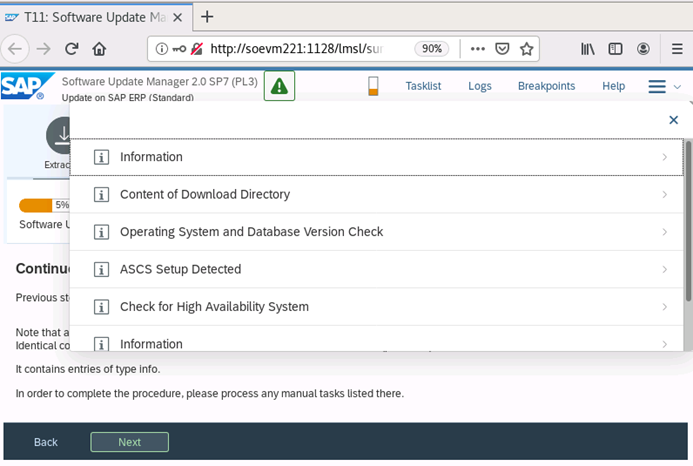 T11: Software Update Ma
http://soevm221:1128/lmsl/sur
90%
SAP
Software Update Manager 2.0 SP7 (PL3)
Update on SAP ERP (Standard)
Tasklist
Logs
Breakpoints
Help
Extrac
5%
Software U
Information
Content of Download Directory
Operating System and Database Version Check
ASCS Setup Detected
Check for High Availability System
Information
Continue
Previous st
Note that a
Identical co
It contains entries of type info.
In order to complete the procedure, please process any manual tasks listed there.
Back
Next